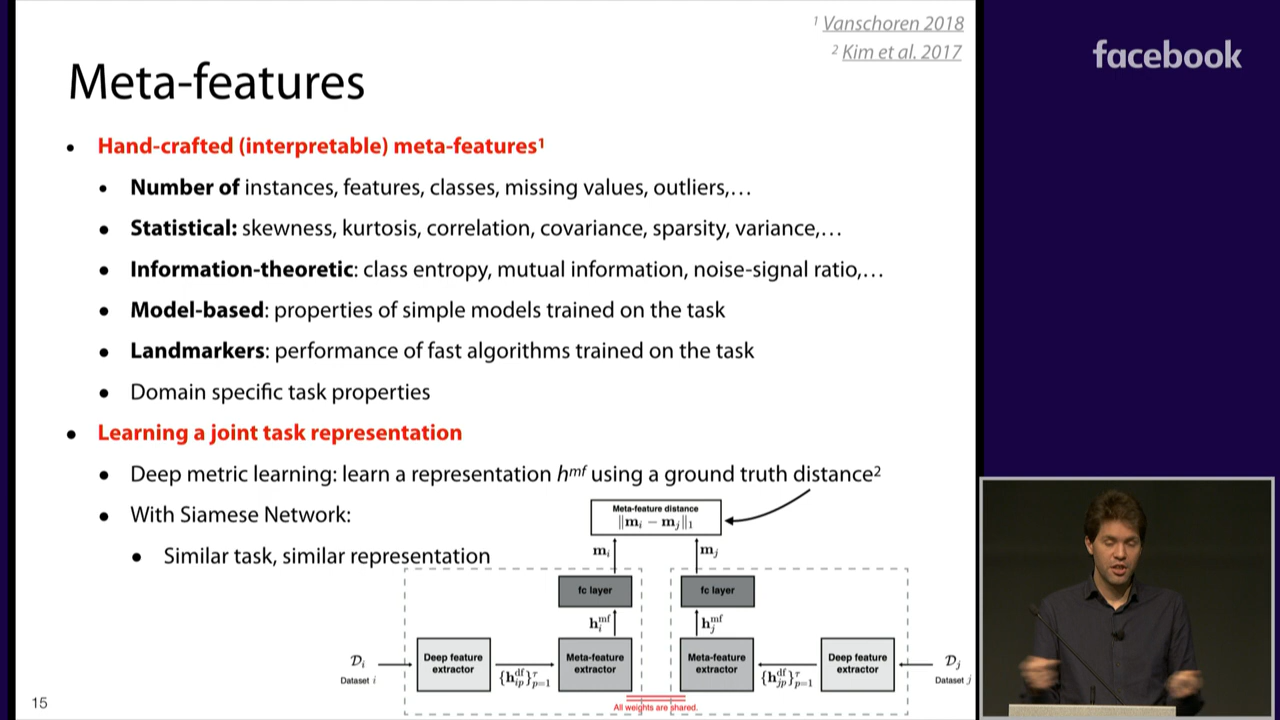 ¹ Vanschoren 2018
² Kim et al. 2017
facebook
Meta-features
• Hand-crafted (interpretable) meta-features¹
• Number of instances, features, classes, missing values, outliers,…
• Statistical: skewness, kurtosis, correlation, covariance, sparsity, variance,…
• Information-theoretic: class entropy, mutual information, noise-signal ratio,…
• Model-based: properties of simple models trained on the task
• Landmarkers: performance of fast algorithms trained on the task
• Domain specific task properties
• Learning a joint task representation
• Deep metric learning: learn a representation hᵐᶠ using a ground truth distance²
• With Siamese Network:
• Similar task, similar representation
Meta-feature distance
‖m_i − m_j‖₁
m_i
m_j
fc layer
fc layer
h_i^mf
h_j^mf
D_i
Dataset i
Deep feature
extractor
{h_ip^df}_{p=1}^τ
Meta-feature
extractor
Meta-feature
extractor
{h_jp^df}_{p=1}^τ
Deep feature
extractor
D_j
Dataset j
All weights are shared.
15